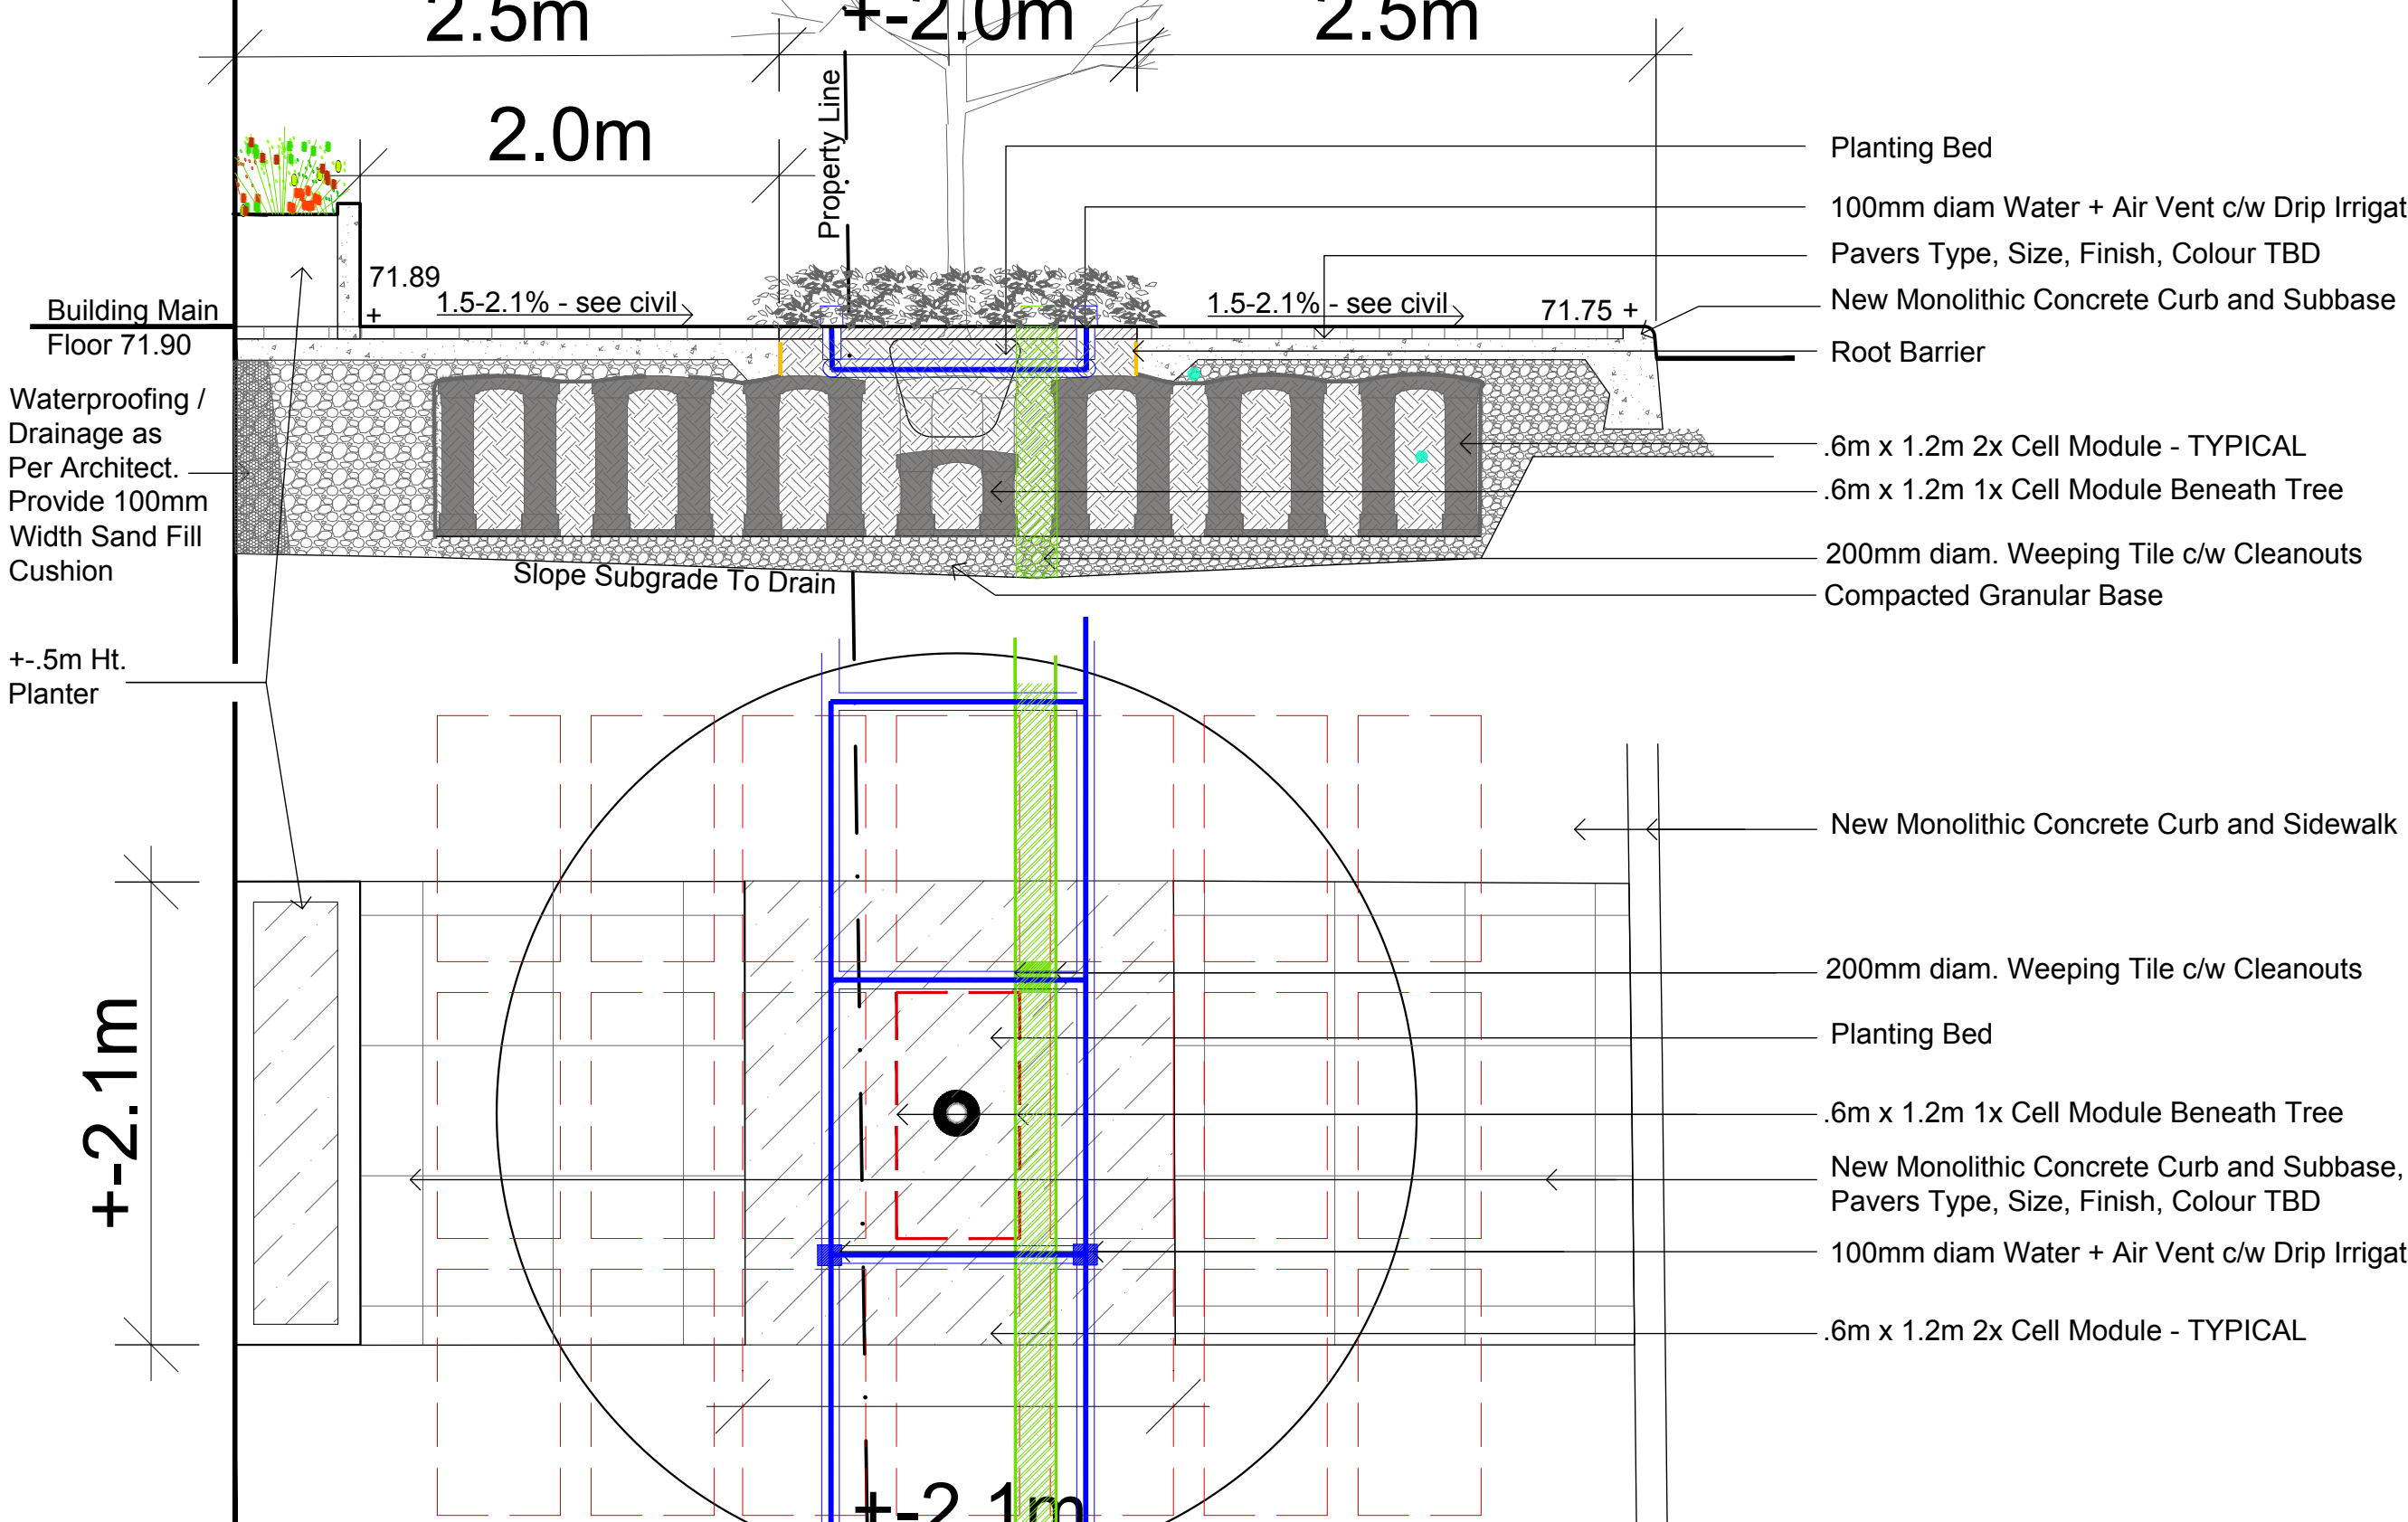 2.5m
+-2.0m
2.5m
2.0m
Property Line
Planting Bed
100mm diam Water + Air Vent c/w Drip Irrigat
Pavers Type, Size, Finish, Colour TBD
New Monolithic Concrete Curb and Subbase
Root Barrier
.6m x 1.2m 2x Cell Module - TYPICAL
.6m x 1.2m 1x Cell Module Beneath Tree
200mm diam. Weeping Tile c/w Cleanouts
Compacted Granular Base
71.89
+
1.5-2.1% - see civil
1.5-2.1% - see civil
71.75 +
Building Main
Floor 71.90
Waterproofing /
Drainage as
Per Architect.
Provide 100mm
Width Sand Fill
Cushion
Slope Subgrade To Drain
+-.5m Ht.
Planter
+-2.1m
New Monolithic Concrete Curb and Sidewalk
200mm diam. Weeping Tile c/w Cleanouts
Planting Bed
.6m x 1.2m 1x Cell Module Beneath Tree
New Monolithic Concrete Curb and Subbase,
Pavers Type, Size, Finish, Colour TBD
100mm diam Water + Air Vent c/w Drip Irrigat
.6m x 1.2m 2x Cell Module - TYPICAL
+-2.1m